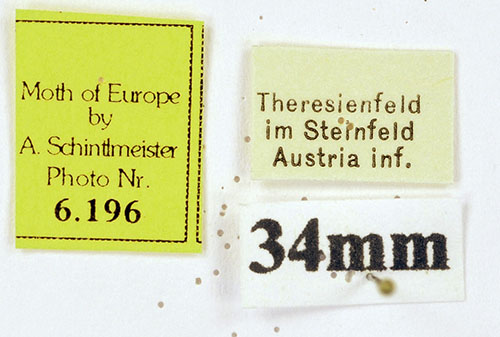 Moth of Europe
by
A. Schintlmeister
Photo Nr.
6.196
Theresienfeld
im Steinfeld
Austria inf.
34mm